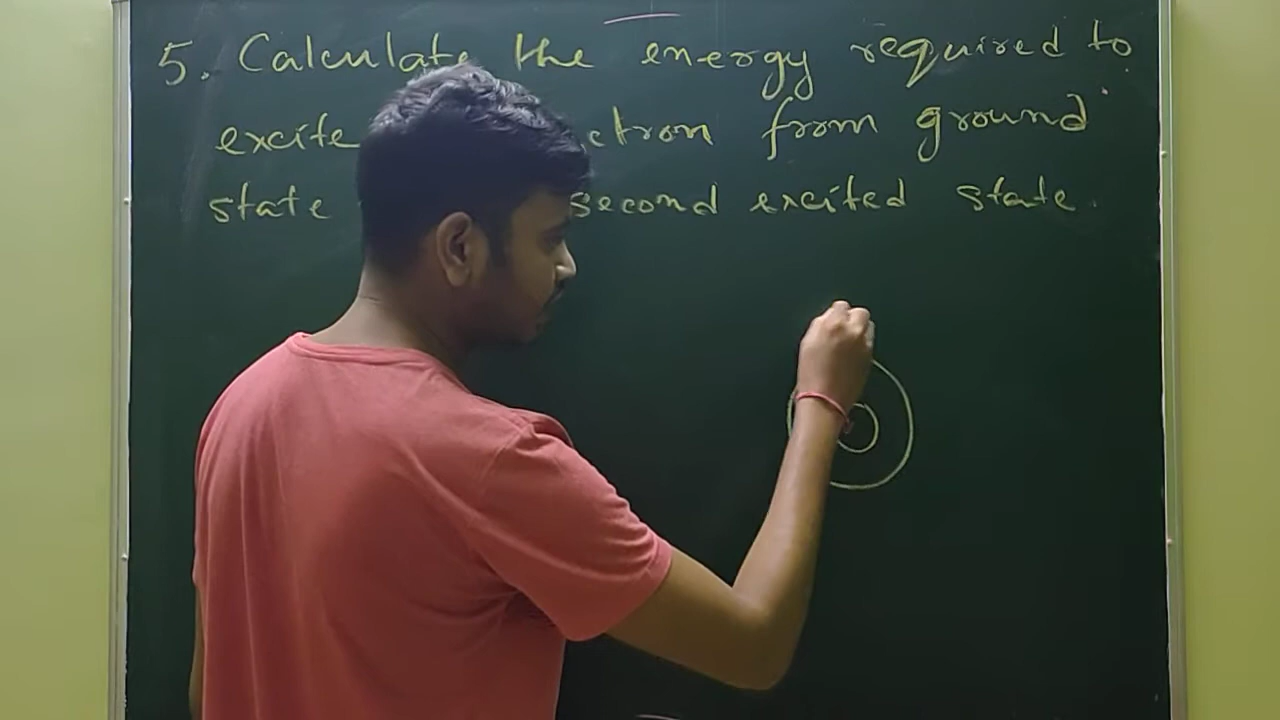 5. Calculate the energy required to
excite ctron from ground
state second excited state.